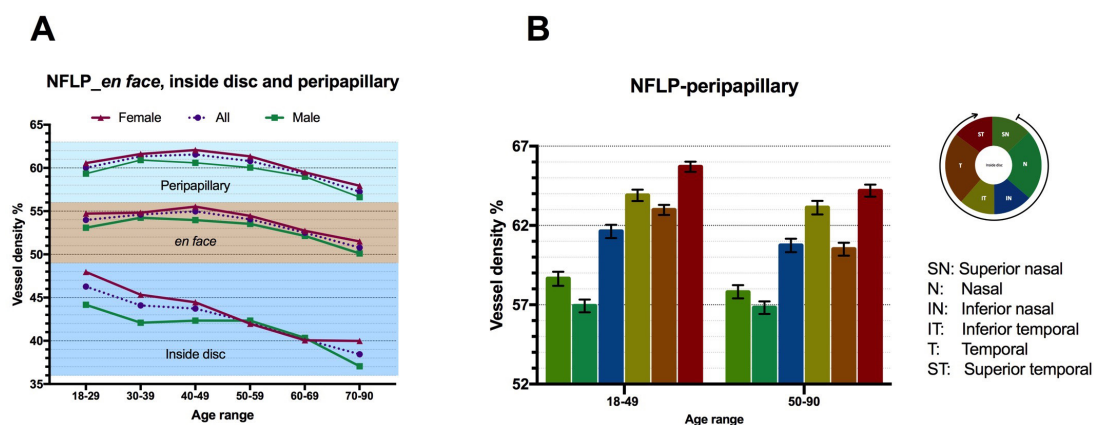 A
NFLP_en face, inside disc and peripapillary
Female All Male
Vessel density %
65
60
55
50
45
40
35
Peripapillary
en face
Inside disc
18-29 30-39 40-49 50-59 60-69 70-90
Age range
B
NFLP-peripapillary
Vessel density %
67
62
57
52
18-49 50-90
Age range
ST SN
T inside disc N
IT IN
SN: Superior nasal
N: Nasal
IN: Inferior nasal
IT: Inferior temporal
T: Temporal
ST: Superior temporal